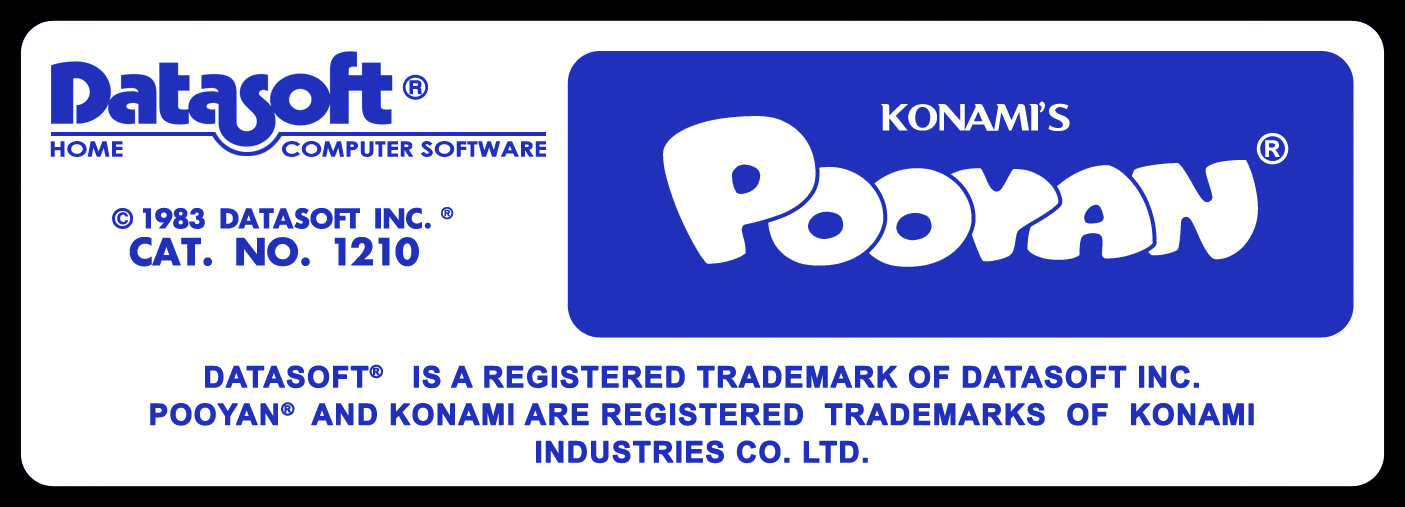 Datasoft®
HOME COMPUTER SOFTWARE
© 1983 DATASOFT INC. ®
CAT. NO. 1210
KONAMI'S
POOYAN®
DATASOFT® IS A REGISTERED TRADEMARK OF DATASOFT INC.
POOYAN® AND KONAMI ARE REGISTERED TRADEMARKS OF KONAMI
INDUSTRIES CO. LTD.